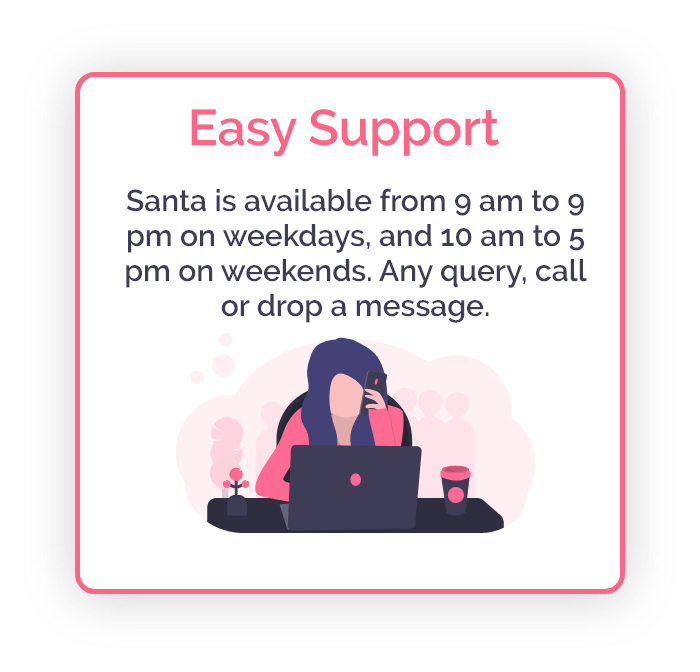 Easy Support
Santa is available from 9 am to 9
pm on weekdays, and 10 am to 5
pm on weekends. Any query, call
or drop a message.